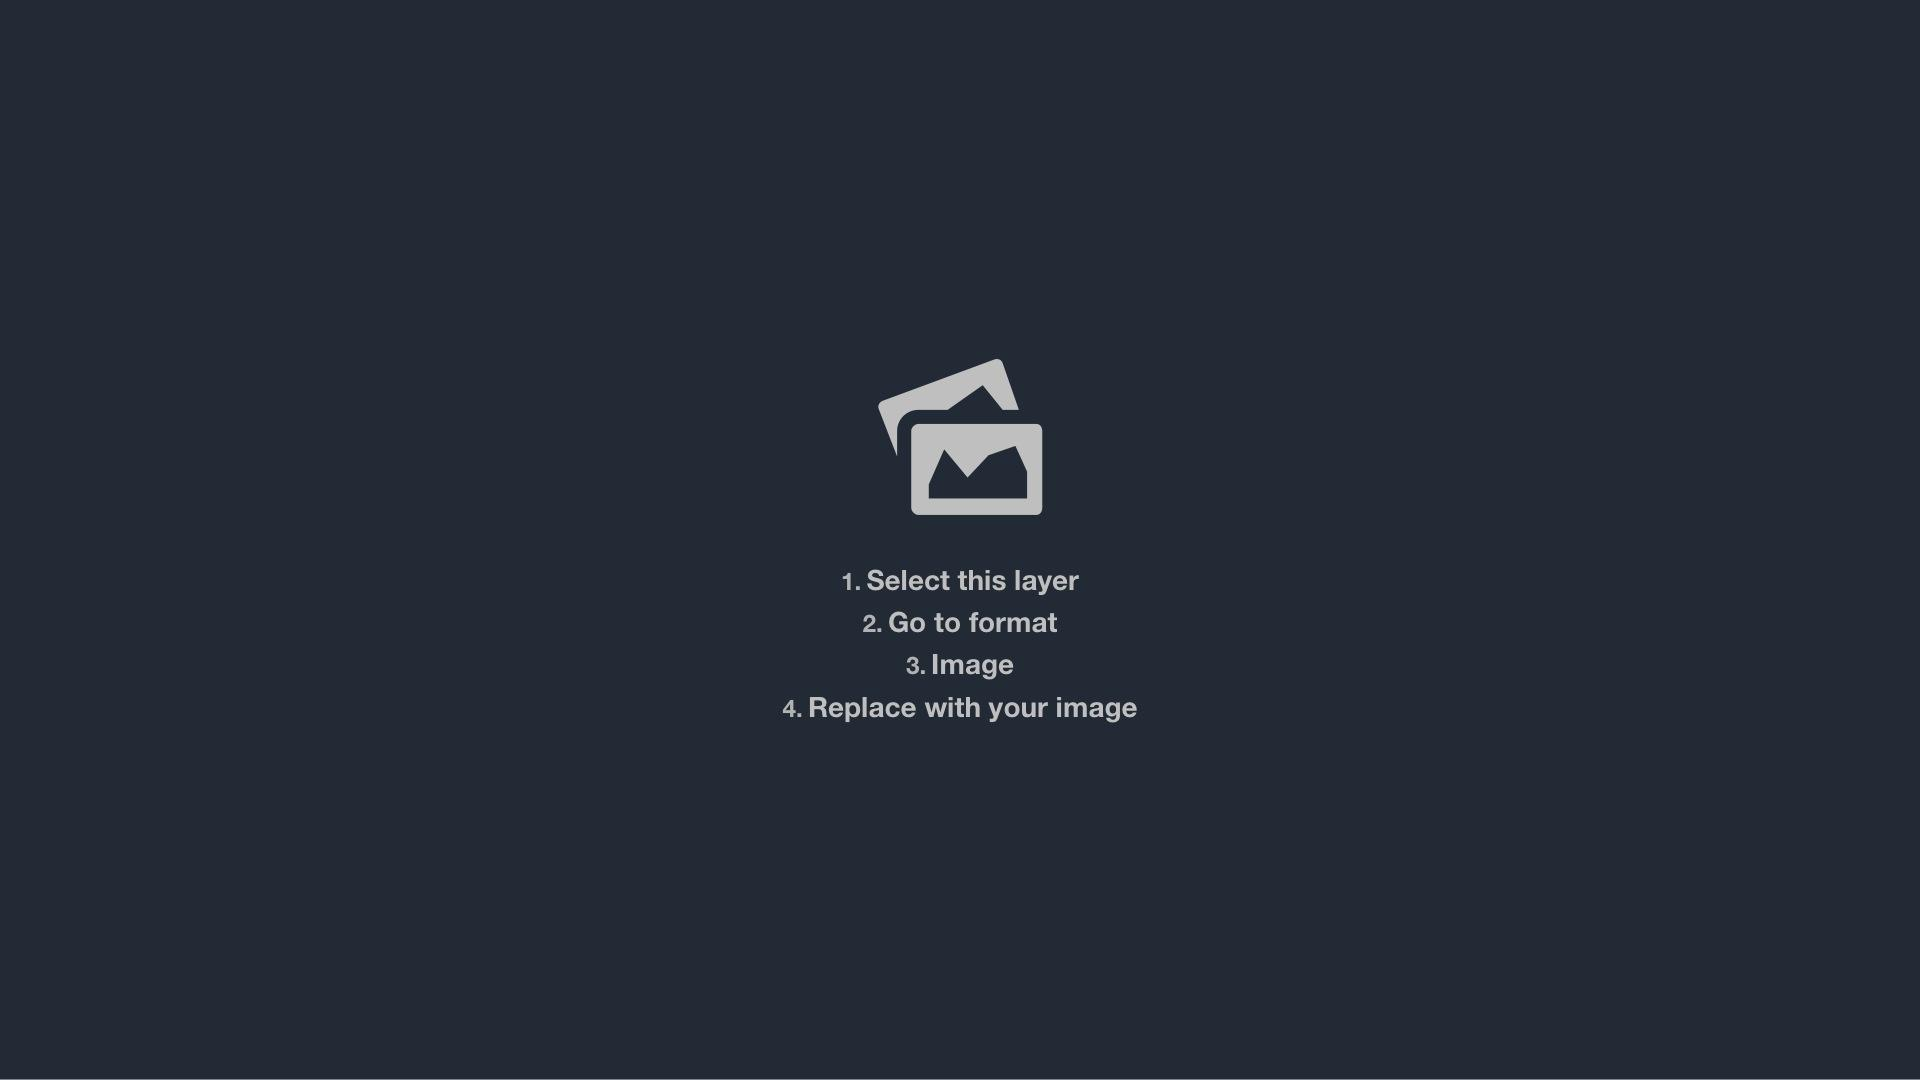 1. Select this layer
2. Go to format
3. Image
4. Replace with your image